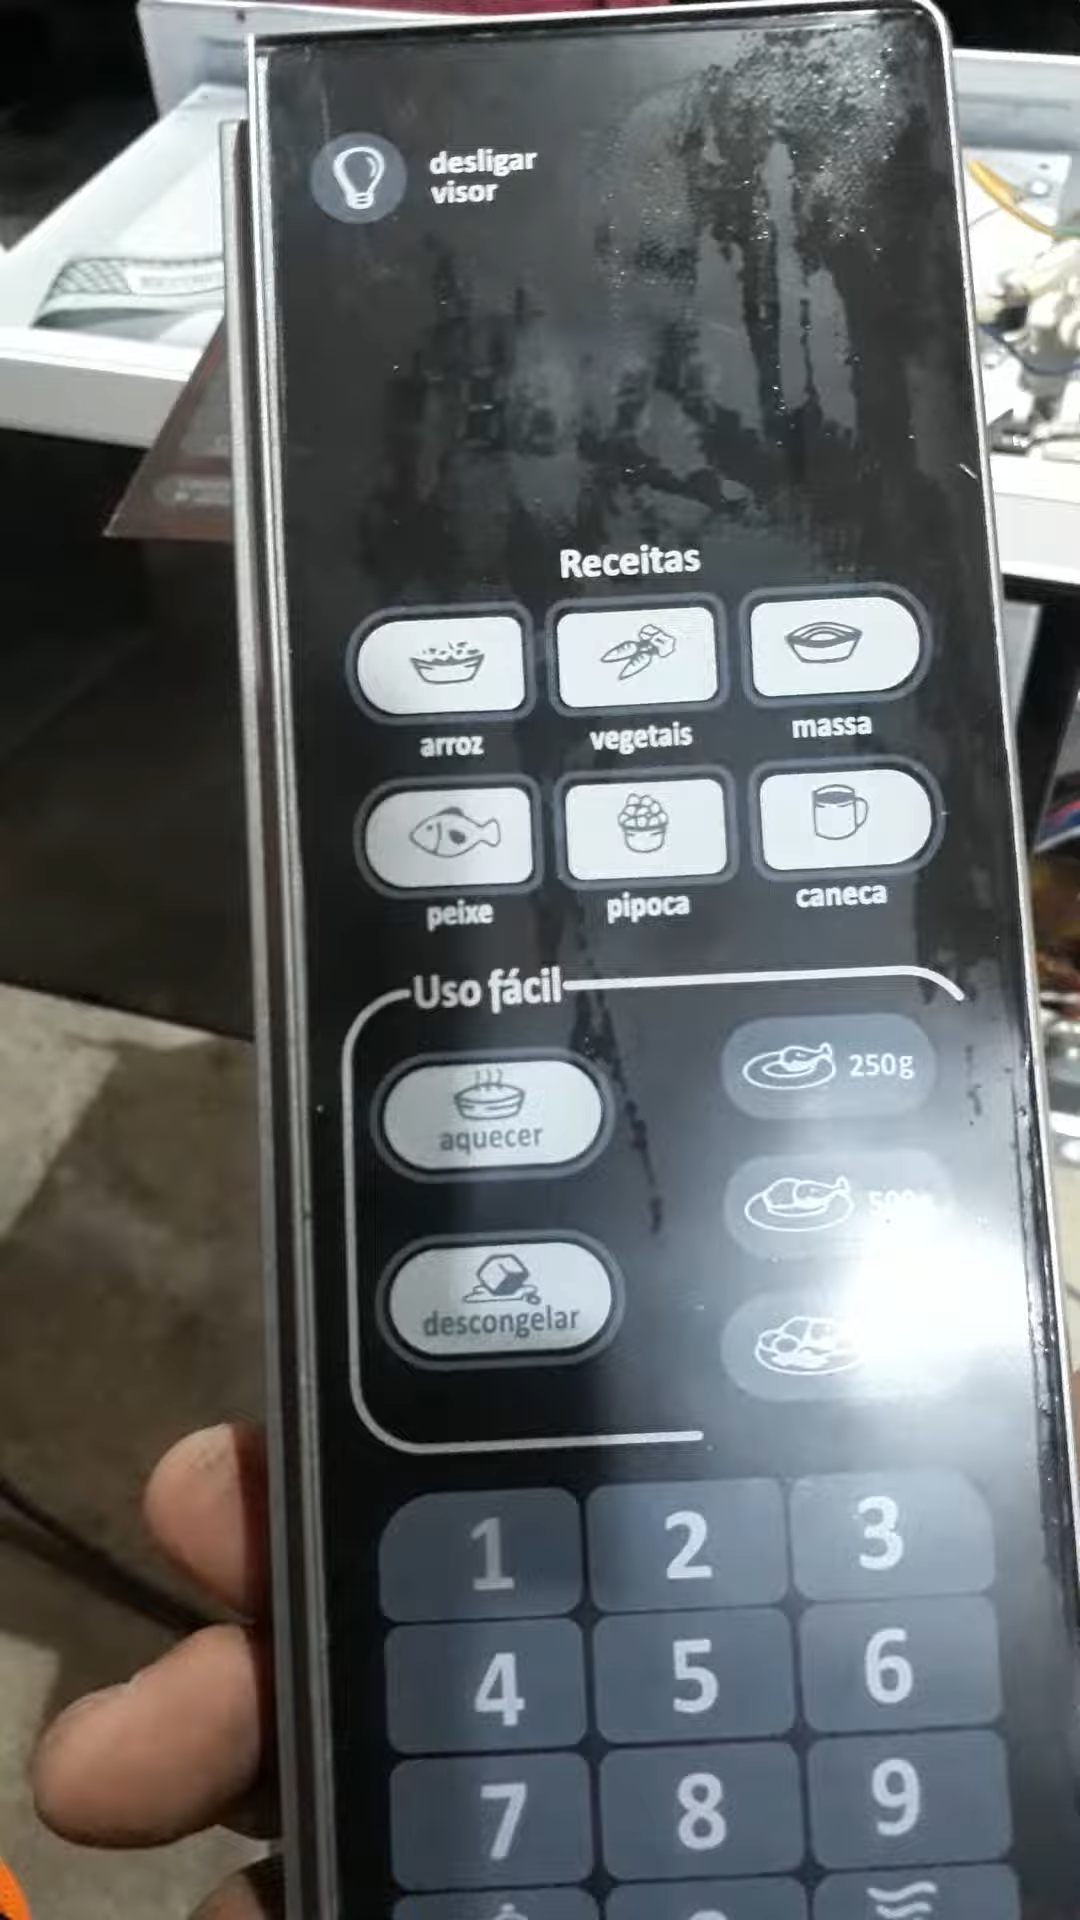 desligar
visor
Receitas
arroz vegetais massa
peixe pipoca caneca
Uso fácil
250g
aquecer
descongelar
1 2 3
4 5 6
7 8 9